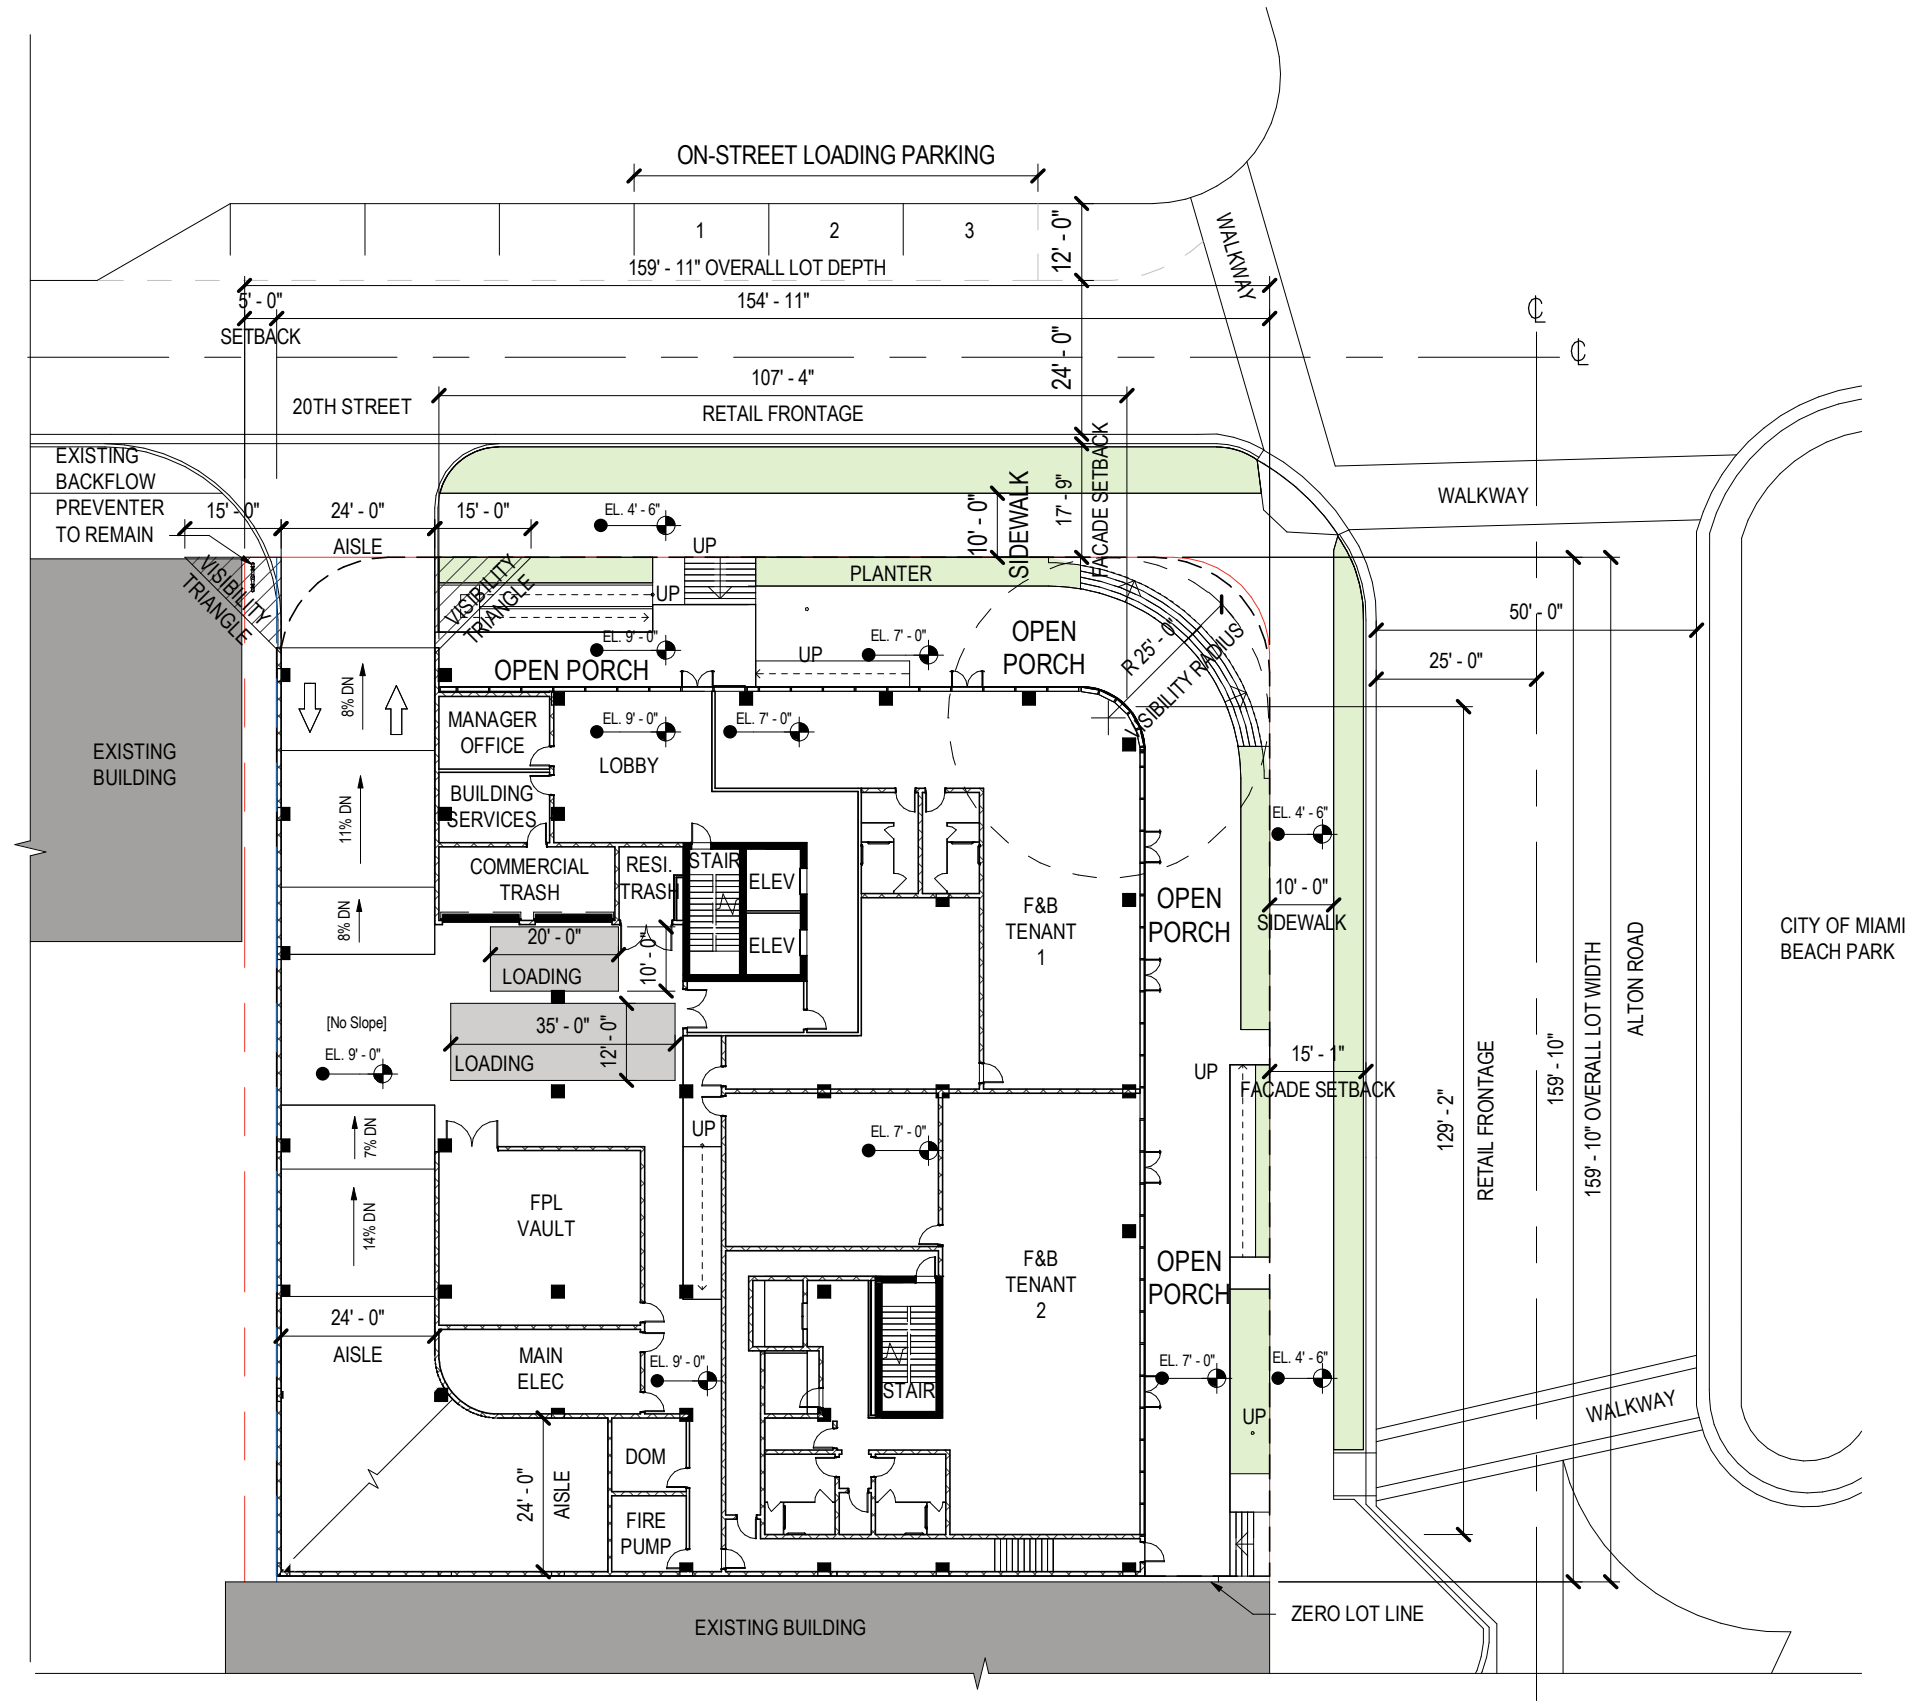 ON-STREET LOADING PARKING
1
2
3
12' - 0"
WALKWAY
159' - 11" OVERALL LOT DEPTH
5' - 0"
154' - 11"
SETBACK
24' - 0"
107' - 4"
20TH STREET
RETAIL FRONTAGE
EXISTING
BACKFLOW
PREVENTER
TO REMAIN
15' - 0"
24' - 0"
15' - 0"
AISLE
EL. 4' - 6"
10' - 0"
SIDEWALK
17' - 9"
FACADE SETBACK
WALKWAY
VISIBILITY
TRIANGLE
VISIBILITY
TRIANGLE
UP
UP
PLANTER
EL. 9' - 0"
OPEN PORCH
UP
EL. 7' - 0"
OPEN
PORCH
R 25' - 0"
VISIBILITY RADIUS
50' - 0"
25' - 0"
8% DN
MANAGER
OFFICE
EL. 9' - 0"
LOBBY
EL. 7' - 0"
EXISTING
BUILDING
BUILDING
SERVICES
11% DN
COMMERCIAL
TRASH
RESI.
TRASH
STAIR
ELEV
ELEV
EL. 4' - 6"
10' - 0"
SIDEWALK
8% DN
F&B
TENANT
1
OPEN
PORCH
20' - 0"
LOADING
10' - 0"
CITY OF MIAMI
BEACH PARK
[No Slope]
EL. 9' - 0"
35' - 0"
LOADING
12' - 0"
UP
15' - 1"
FACADE SETBACK
129' - 2"
RETAIL FRONTAGE
159' - 10"
159' - 10" OVERALL LOT WIDTH
ALTON ROAD
7% DN
UP
EL. 7' - 0"
FPL
VAULT
14% DN
F&B
TENANT
2
OPEN
PORCH
24' - 0"
AISLE
MAIN
ELEC
EL. 9' - 0"
STAIR
EL. 7' - 0"
EL. 4' - 6"
UP
WALKWAY
24' - 0"
AISLE
DOM
FIRE
PUMP
ZERO LOT LINE
EXISTING BUILDING